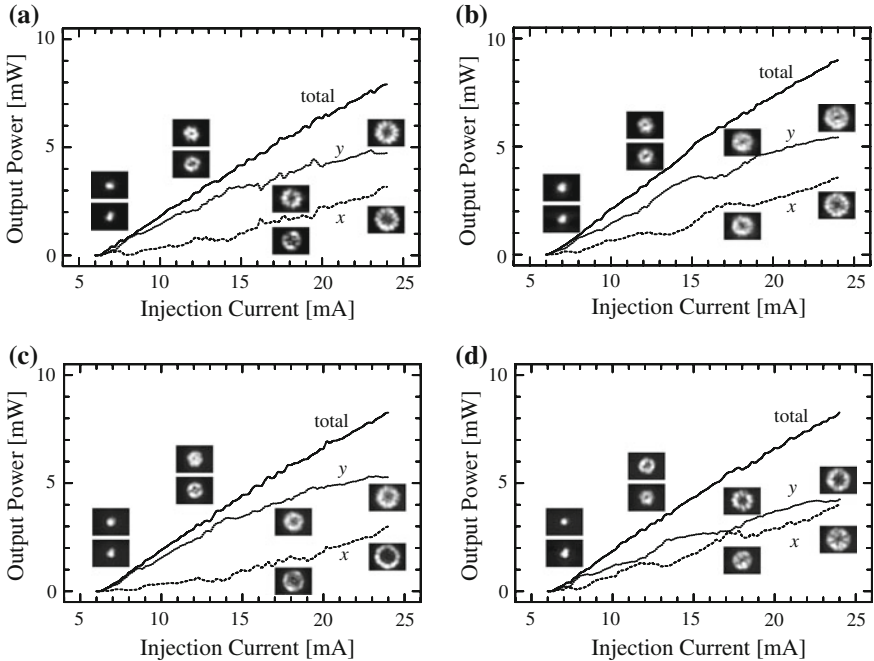 (a)
Output Power [mW]
10
5
0
total
y
x
5 10 15 20 25
Injection Current [mA]
(b)
Output Power [mW]
10
5
0
total
y
x
5 10 15 20 25
Injection Current [mA]
(c)
Output Power [mW]
10
5
0
total
y
x
5 10 15 20 25
Injection Current [mA]
(d)
Output Power [mW]
10
5
0
total
y
x
5 10 15 20 25
Injection Current [mA]